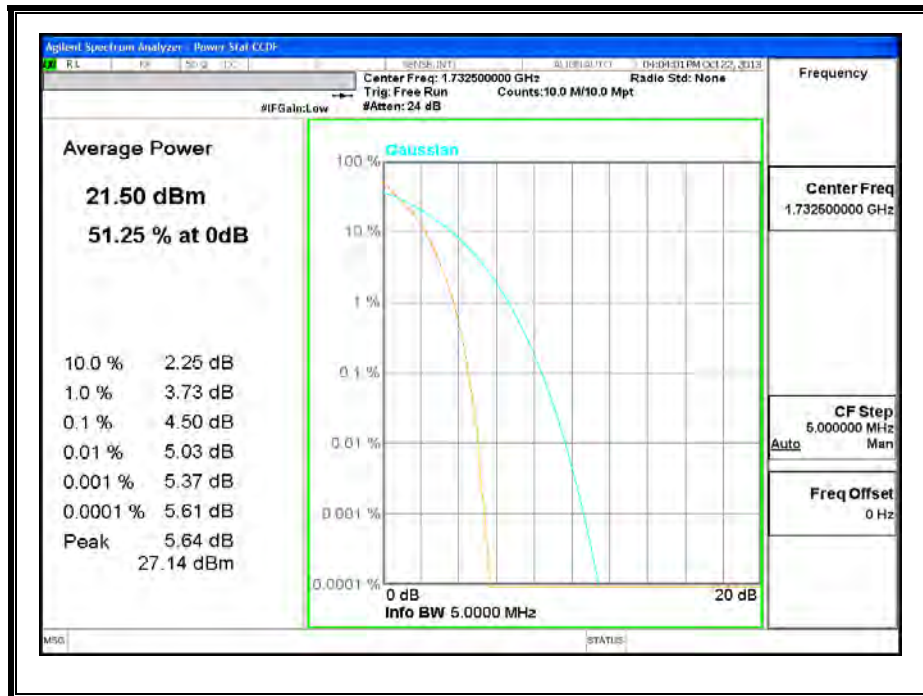 Agilent Spectrum Analyzer - Power Stat CCDF
RL RF 50 Ω DC SENSE:INT ALIGNAUTO 04:04:01 PM Oct 22, 2013
Center Freq: 1.732500000 GHz Radio Std: None
Trig: Free Run Counts:10.0 M/10.0 Mpt
#IFGain:Low #Atten: 24 dB
Frequency
Average Power
21.50 dBm
51.25 % at 0dB
10.0 % 2.25 dB
1.0 % 3.73 dB
0.1 % 4.50 dB
0.01 % 5.03 dB
0.001 % 5.37 dB
0.0001 % 5.61 dB
Peak 5.64 dB
27.14 dBm
Gaussian
100 %
10 %
1 %
0.1 %
0.01 %
0.001 %
0.0001 %
0 dB 20 dB
Info BW 5.0000 MHz
Center Freq
1.732500000 GHz
CF Step
5.000000 MHz
Auto Man
Freq Offset
0 Hz
MSG STATUS